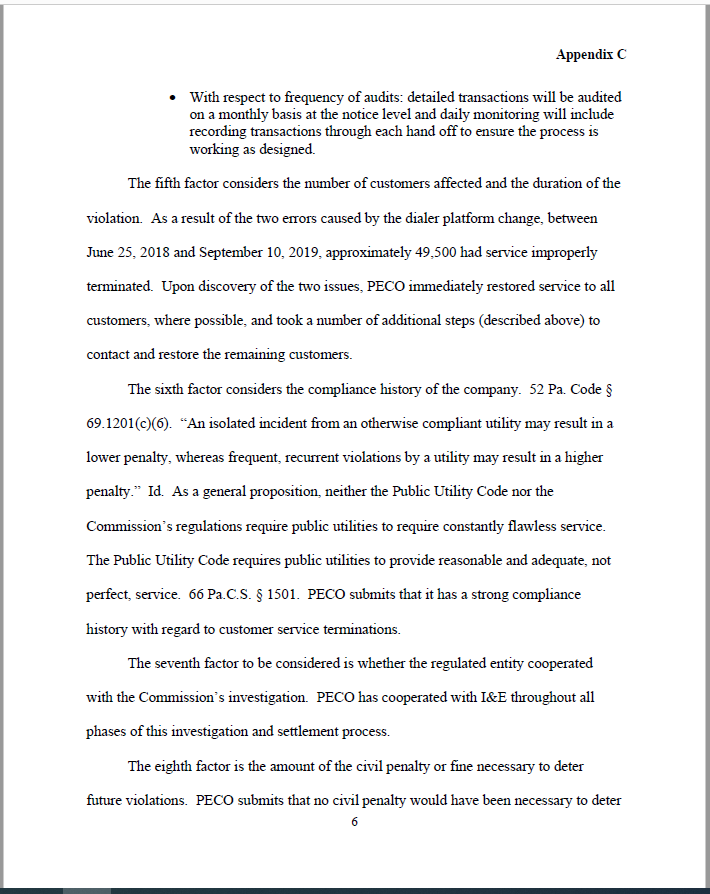 Appendix C
• With respect to frequency of audits: detailed transactions will be audited
on a monthly basis at the notice level and daily monitoring will include
recording transactions through each hand off to ensure the process is
working as designed.
The fifth factor considers the number of customers affected and the duration of the
violation.  As a result of the two errors caused by the dialer platform change, between
June 25, 2018 and September 10, 2019, approximately 49,500 had service improperly
terminated.  Upon discovery of the two issues, PECO immediately restored service to all
customers, where possible, and took a number of additional steps (described above) to
contact and restore the remaining customers.
The sixth factor considers the compliance history of the company.  52 Pa. Code §
69.1201(c)(6).  “An isolated incident from an otherwise compliant utility may result in a
lower penalty, whereas frequent, recurrent violations by a utility may result in a higher
penalty.”  Id.  As a general proposition, neither the Public Utility Code nor the
Commission’s regulations require public utilities to require constantly flawless service.
The Public Utility Code requires public utilities to provide reasonable and adequate, not
perfect, service.  66 Pa.C.S. § 1501.  PECO submits that it has a strong compliance
history with regard to customer service terminations.
The seventh factor to be considered is whether the regulated entity cooperated
with the Commission’s investigation.  PECO has cooperated with I&E throughout all
phases of this investigation and settlement process.
The eighth factor is the amount of the civil penalty or fine necessary to deter
future violations.  PECO submits that no civil penalty would have been necessary to deter
6